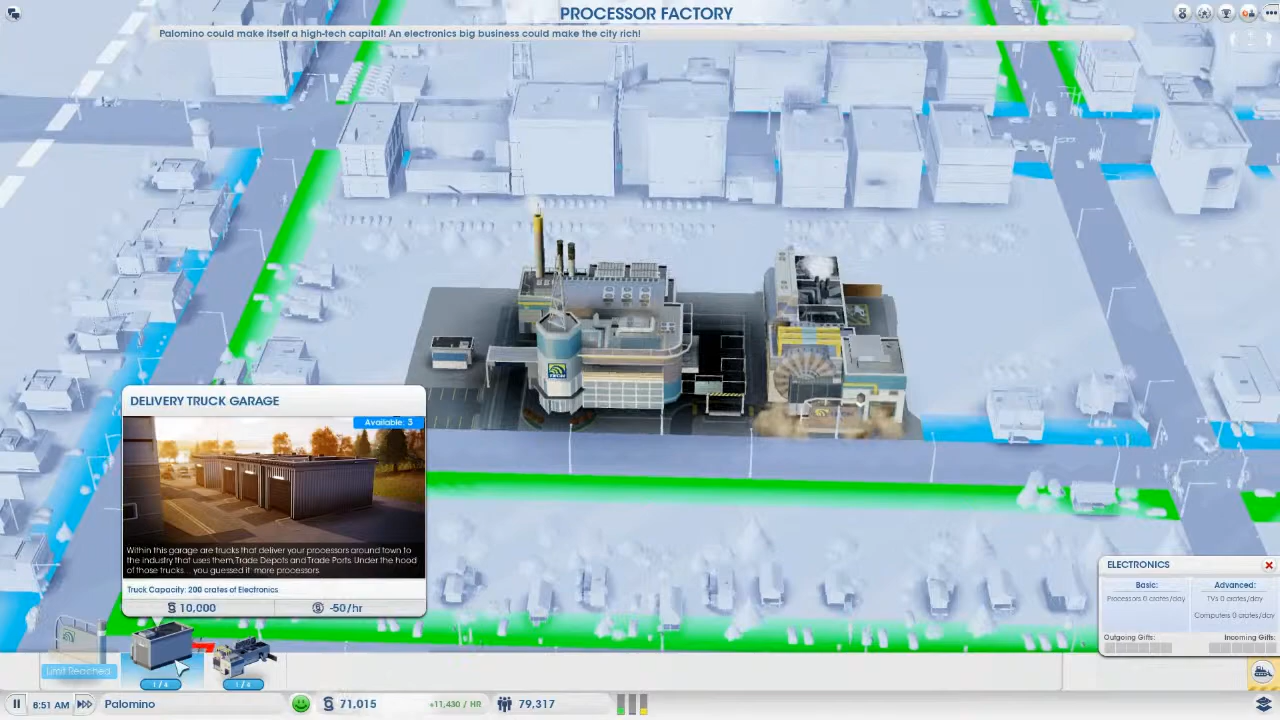 PROCESSOR FACTORY
Palomino could make itself a high-tech capital! An electronics big business could make the city rich!
DELIVERY TRUCK GARAGE
Available: 3
Within this garage are trucks that deliver your processors around town to
the industry that uses them, Trade Depots and Trade Ports. Under the hood
of those trucks... you guessed it: more processors.
Truck Capacity: 200 crates of Electronics
10,000
-50/hr
ELECTRONICS
Basic:
Advanced:
Processors 0 crates/day
TVs 0 crates/day
Computers 0 crates/day
Outgoing Gifts:
Incoming Gifts:
Limit Reached
1 / 4
1 / 4
8:51 AM
Palomino
71,015
+11,430 / HR
79,317